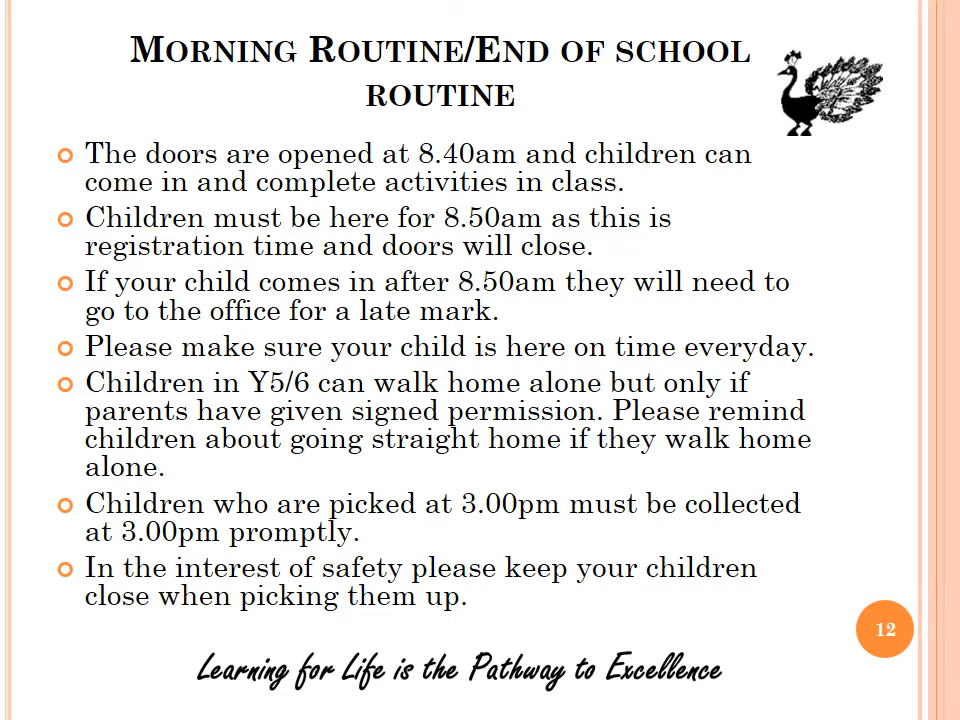 Morning Routine/End of school
routine
The doors are opened at 8.40am and children can
come in and complete activities in class.
Children must be here for 8.50am as this is
registration time and doors will close.
If your child comes in after 8.50am they will need to
go to the office for a late mark.
Please make sure your child is here on time everyday.
Children in Y5/6 can walk home alone but only if
parents have given signed permission. Please remind
children about going straight home if they walk home
alone.
Children who are picked at 3.00pm must be collected
at 3.00pm promptly.
In the interest of safety please keep your children
close when picking them up.
12
Learning for Life is the Pathway to Excellence